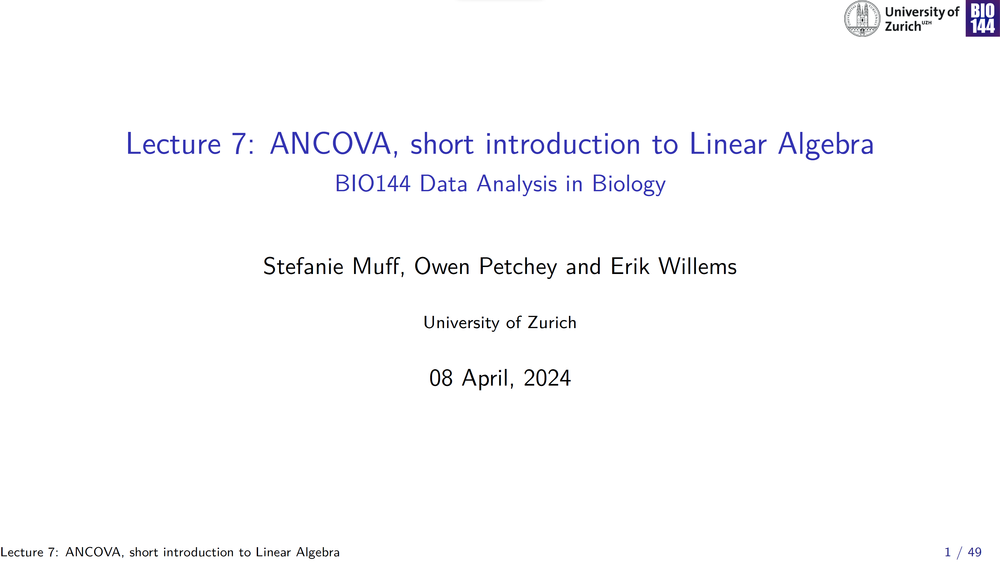 University of
Zurich UZH
BIO
144
Lecture 7: ANCOVA, short introduction to Linear Algebra
BIO144 Data Analysis in Biology
Stefanie Muff, Owen Petchey and Erik Willems
University of Zurich
08 April, 2024
Lecture 7: ANCOVA, short introduction to Linear Algebra
1 / 49